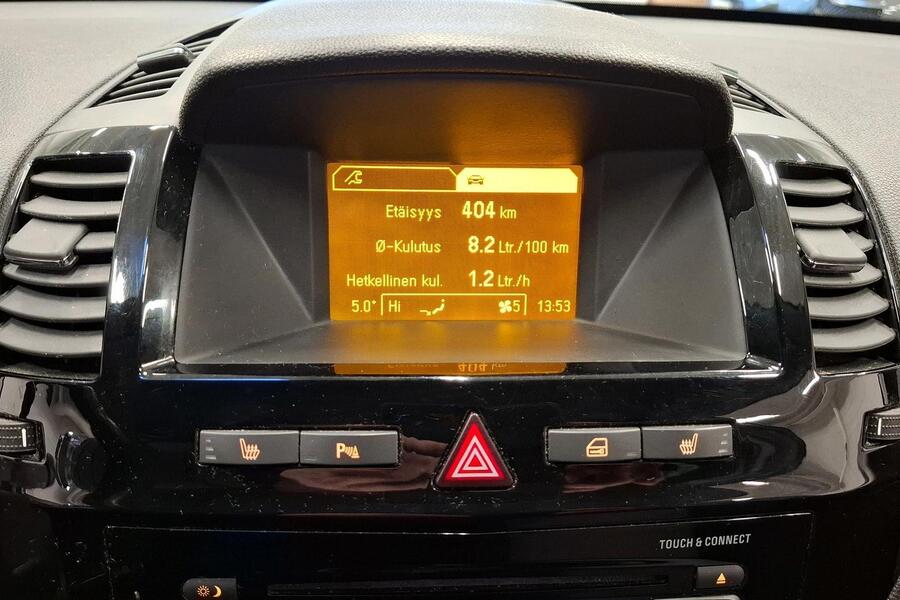 Etäisyys 404 km
Ø-Kulutus 8.2 Ltr./100 km
Hetkellinen kul. 1.2 Ltr./h
5.0° Hi 5 13:53
P
TOUCH & CONNECT